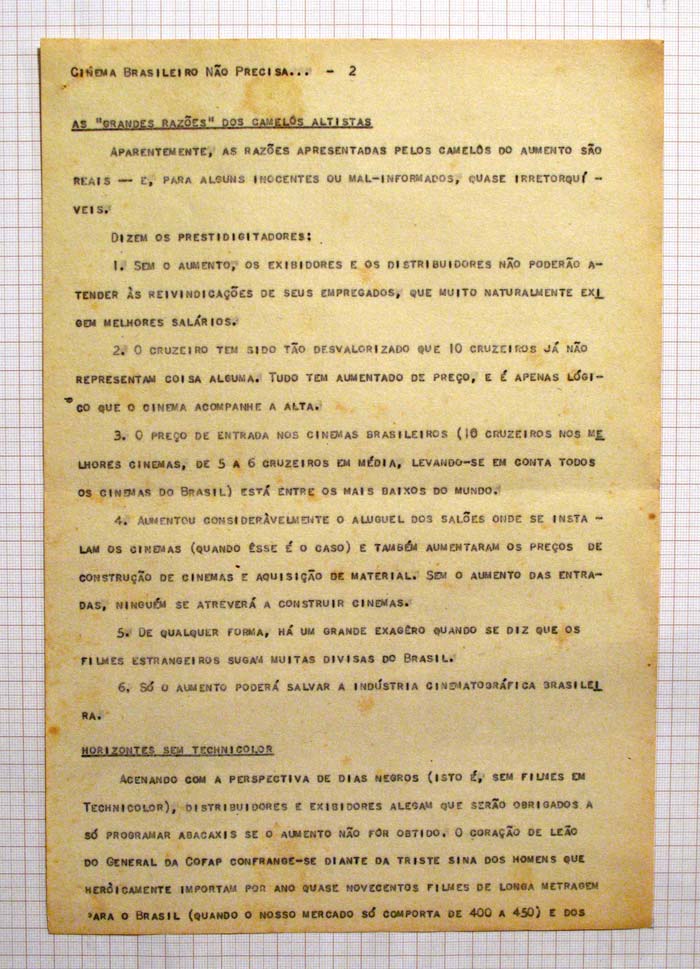 CINEMA BRASILEIRO NÃO PRECISA... - 2
AS "GRANDES RAZÕES" DOS CAMELÔS ALTISTAS
APARENTEMENTE, AS RAZÕES APRESENTADAS PELOS CAMELÔS DO AUMENTO SÃO
REAIS -- E, PARA ALGUNS INOCENTES OU MAL-INFORMADOS, QUASE IRRETORQUÍ -
VEIS.
DIZEM OS PRESTIDIGITADORES:
1. SEM O AUMENTO, OS EXIBIDORES E OS DISTRIBUIDORES NÃO PODERÃO A-
TENDER ÀS REIVINDICAÇÕES DE SEUS EMPREGADOS, QUE MUITO NATURALMENTE EXI
GEM MELHORES SALÁRIOS.
2. O CRUZEIRO TEM SIDO TÃO DESVALORIZADO QUE 10 CRUZEIROS JÁ NÃO
REPRESENTAM COISA ALGUMA. TUDO TEM AUMENTADO DE PREÇO, E É APENAS LÓGI-
CO QUE O CINEMA ACOMPANHE A ALTA.
3. O PREÇO DE ENTRADA NOS CINEMAS BRASILEIROS (10 CRUZEIROS NOS ME
LHORES CINEMAS, DE 5 A 6 CRUZEIROS EM MÉDIA, LEVANDO-SE EM CONTA TODOS
OS CINEMAS DO BRASIL) ESTÁ ENTRE OS MAIS BAIXOS DO MUNDO.
4. AUMENTOU CONSIDERÀVELMENTE O ALUGUEL DOS SALÕES ONDE SE INSTA -
LAM OS CINEMAS (QUANDO ÊSSE É O CASO) E TAMBÉM AUMENTARAM OS PREÇOS DE
CONSTRUÇÃO DE CINEMAS E AQUISIÇÃO DE MATERIAL. SEM O AUMENTO DAS ENTRA-
DAS, NINGUÉM SE ATREVERÁ A CONSTRUIR CINEMAS.
5. DE QUALQUER FORMA, HÁ UM GRANDE EXAGÊRO QUANDO SE DIZ QUE OS
FILMES ESTRANGEIROS SUGAM MUITAS DIVISAS DO BRASIL.
6. SÓ O AUMENTO PODERÁ SALVAR A INDÚSTRIA CINEMATOGRÁFICA BRASILEI
RA.
HORIZONTES SEM TECHNICOLOR
ACENANDO COM A PERSPECTIVA DE DIAS NEGROS (ISTO É, SEM FILMES EM
TECHNICOLOR), DISTRIBUIDORES E EXIBIDORES ALEGAM QUE SERÃO OBRIGADOS A
SÓ PROGRAMAR ABACAXIS SE O AUMENTO NÃO FÔR OBTIDO. O CORAÇÃO DE LEÃO
DO GENERAL DA COFAP CONFRANGE-SE DIANTE DA TRISTE SINA DOS HOMENS QUE
HERÒICAMENTE IMPORTAM POR ANO QUASE NOVECENTOS FILMES DE LONGA METRAGEM
PARA O BRASIL (QUANDO O NOSSO MERCADO SÓ COMPORTA DE 400 A 450) E DOS